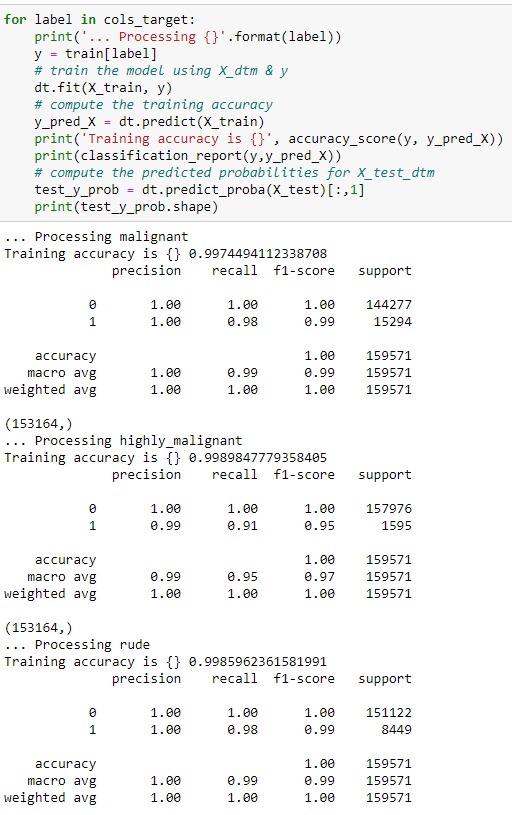 for label in cols_target:
    print('... Processing {}'.format(label))
    y = train[label]
    # train the model using X_dtm & y
    dt.fit(X_train, y)
    # compute the training accuracy
    y_pred_X = dt.predict(X_train)
    print('Training accuracy is {}', accuracy_score(y, y_pred_X))
    print(classification_report(y,y_pred_X))
    # compute the predicted probabilities for X_test_dtm
    test_y_prob = dt.predict_proba(X_test)[:,1]
    print(test_y_prob.shape)
... Processing malignant
Training accuracy is {} 0.9974494112338708
              precision    recall  f1-score   support
           0       1.00      1.00      1.00    144277
           1       1.00      0.98      0.99     15294
    accuracy                           1.00    159571
   macro avg       1.00      0.99      0.99    159571
weighted avg       1.00      1.00      1.00    159571
(153164,)
... Processing highly_malignant
Training accuracy is {} 0.9989847779358405
              precision    recall  f1-score   support
           0       1.00      1.00      1.00    157976
           1       0.99      0.91      0.95      1595
    accuracy                           1.00    159571
   macro avg       0.99      0.95      0.97    159571
weighted avg       1.00      1.00      1.00    159571
(153164,)
... Processing rude
Training accuracy is {} 0.9985962361581991
              precision    recall  f1-score   support
           0       1.00      1.00      1.00    151122
           1       1.00      0.98      0.99      8449
    accuracy                           1.00    159571
   macro avg       1.00      0.99      0.99    159571
weighted avg       1.00      1.00      1.00    159571